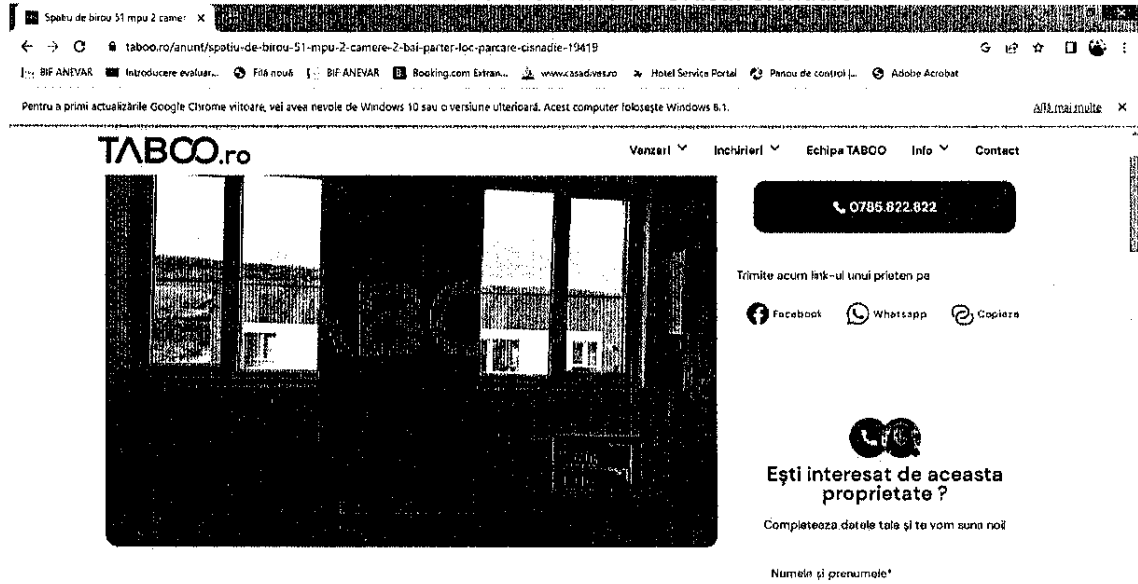 Spatiu de birou 51 mpu 2 camer
taboo.ro/anunt/spatiu-de-birou-51-mpu-2-camere-2-bai-parter-loc-parcare-cisnadie-19419
BIF ANEVAR Introducere evaluar... Filă nouă BIF ANEVAR Booking.com Extran... www.casadives.ro Hotel Service Portal Panou de control |... Adobe Acrobat
Pentru a primi actualizările Google Chrome viitoare, vei avea nevoie de Windows 10 sau o versiune ulterioară. Acest computer folosește Windows 8.1. Află mai multe
TABOO.ro Vanzari Inchirieri Echipa TABOO Info Contact
0785.822.822
Trimite acum link-ul unui prieten pe
Facebook Whatsapp Copiaza
Ești interesat de aceasta
proprietate ?
Completeaza datele tale și te vom suna noi!
Numele și prenumele*